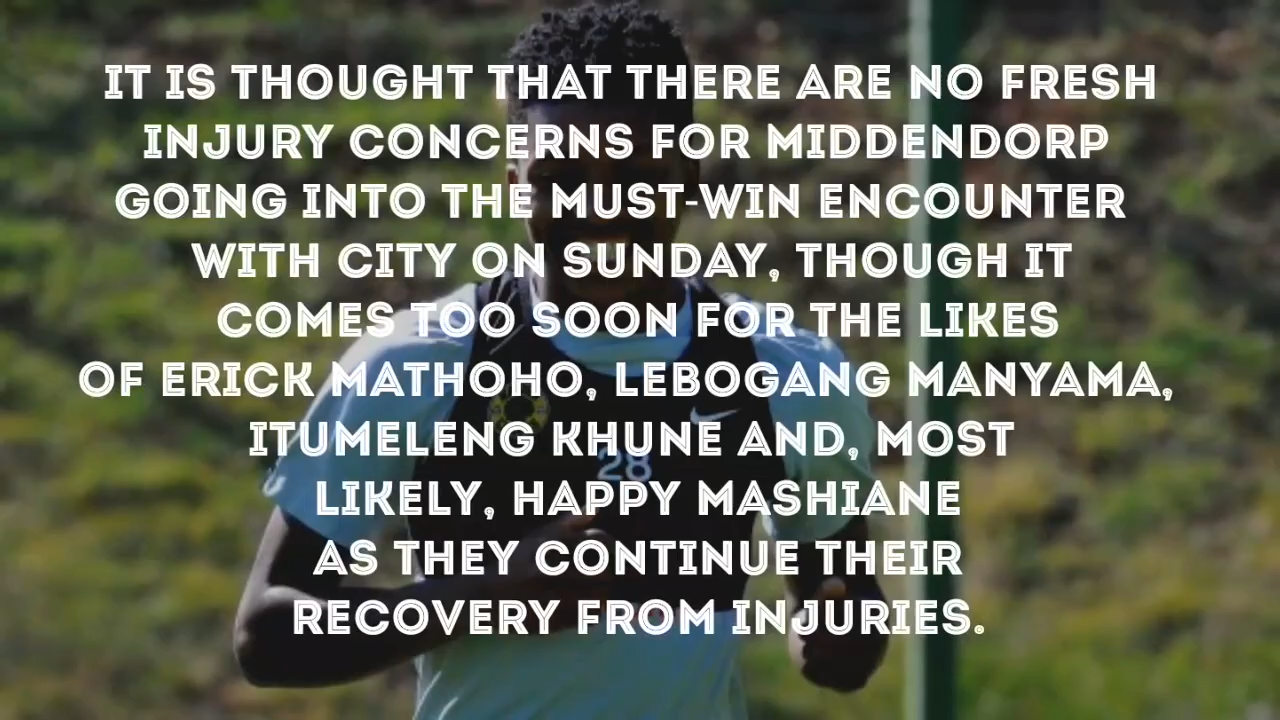 IT IS THOUGHT THAT THERE ARE NO FRESH
INJURY CONCERNS FOR MIDDENDORP
GOING INTO THE MUST-WIN ENCOUNTER
WITH CITY ON SUNDAY, THOUGH IT
COMES TOO SOON FOR THE LIKES
OF ERICK MATHOHO, LEBOGANG MANYAMA,
ITUMELENG KHUNE AND, MOST
28
LIKELY, HAPPY MASHIANE
AS THEY CONTINUE THEIR
RECOVERY FROM INJURIES.